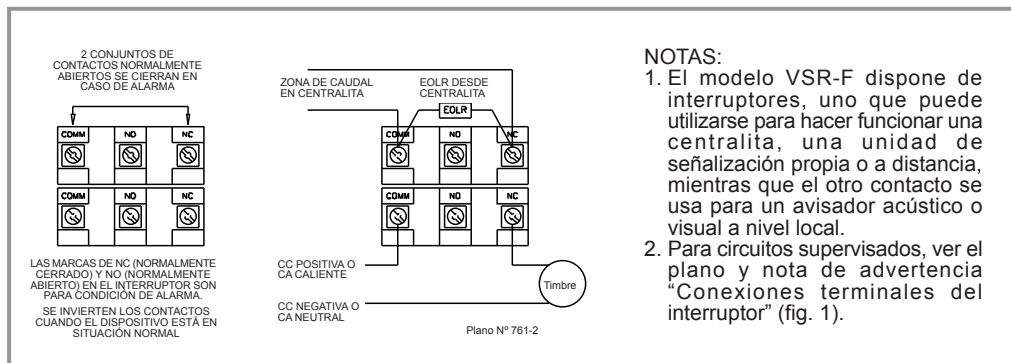 2 CONJUNTOS DE
CONTACTOS NORMALMENTE
ABIERTOS SE CIERRAN EN
CASO DE ALARMA
COMM NO NC
COMM NO NC
LAS MARCAS DE NC (NORMALMENTE
CERRADO) Y NO (NORMALMENTE
ABIERTO) EN EL INTERRUPTOR SON
PARA CONDICIÓN DE ALARMA.
SE INVIERTEN LOS CONTACTOS
CUANDO EL DISPOSITIVO ESTÁ EN
SITUACIÓN NORMAL
ZONA DE CAUDAL
EN CENTRALITA
EOLR DESDE
CENTRALITA
EOLR
COMM NO NC
COMM NO NC
CC POSITIVA O
CA CALIENTE
CC NEGATIVA O
CA NEUTRAL
Timbre
Plano Nº 761-2
NOTAS:
1. El modelo VSR-F dispone de
interruptores, uno que puede
utilizarse para hacer funcionar una
centralita, una unidad de
señalización propia o a distancia,
mientras que el otro contacto se
usa para un avisador acústico o
visual a nivel local.
2. Para circuitos supervisados, ver el
plano y nota de advertencia
“Conexiones terminales del
interruptor” (fig. 1).